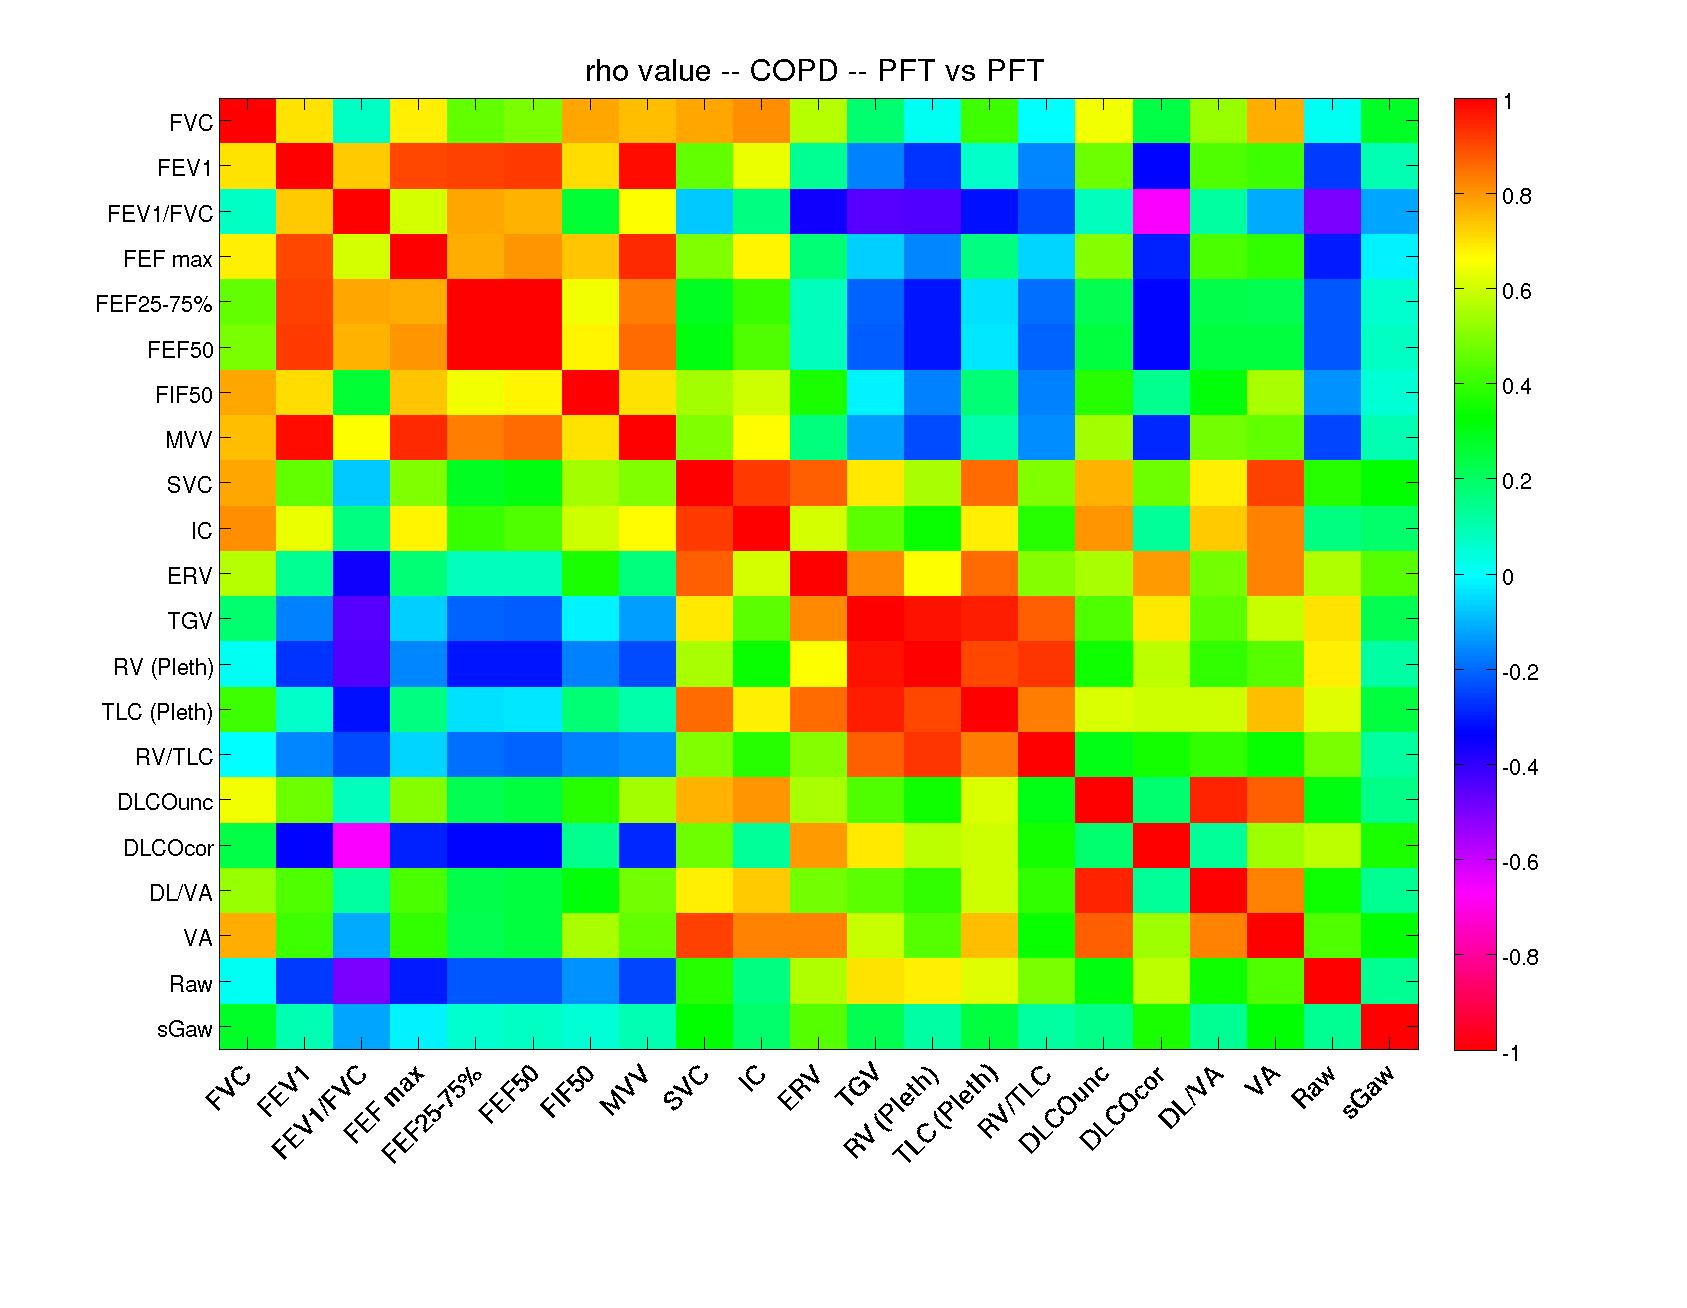 rho value -- COPD -- PFT vs PFT
FVC
FEV1
FEV1/FVC
FEF max
FEF25-75%
FEF50
FIF50
MVV
SVC
IC
ERV
TGV
RV (Pleth)
TLC (Pleth)
RV/TLC
DLCOunc
DLCOcor
DL/VA
VA
Raw
sGaw
FVC
FEV1
FEV1/FVC
FEF max
FEF25-75%
FEF50
FIF50
MVV
SVC
IC
ERV
TGV
RV (Pleth)
TLC (Pleth)
RV/TLC
DLCOunc
DLCOcor
DL/VA
VA
Raw
sGaw
1
0.8
0.6
0.4
0.2
0
-0.2
-0.4
-0.6
-0.8
-1